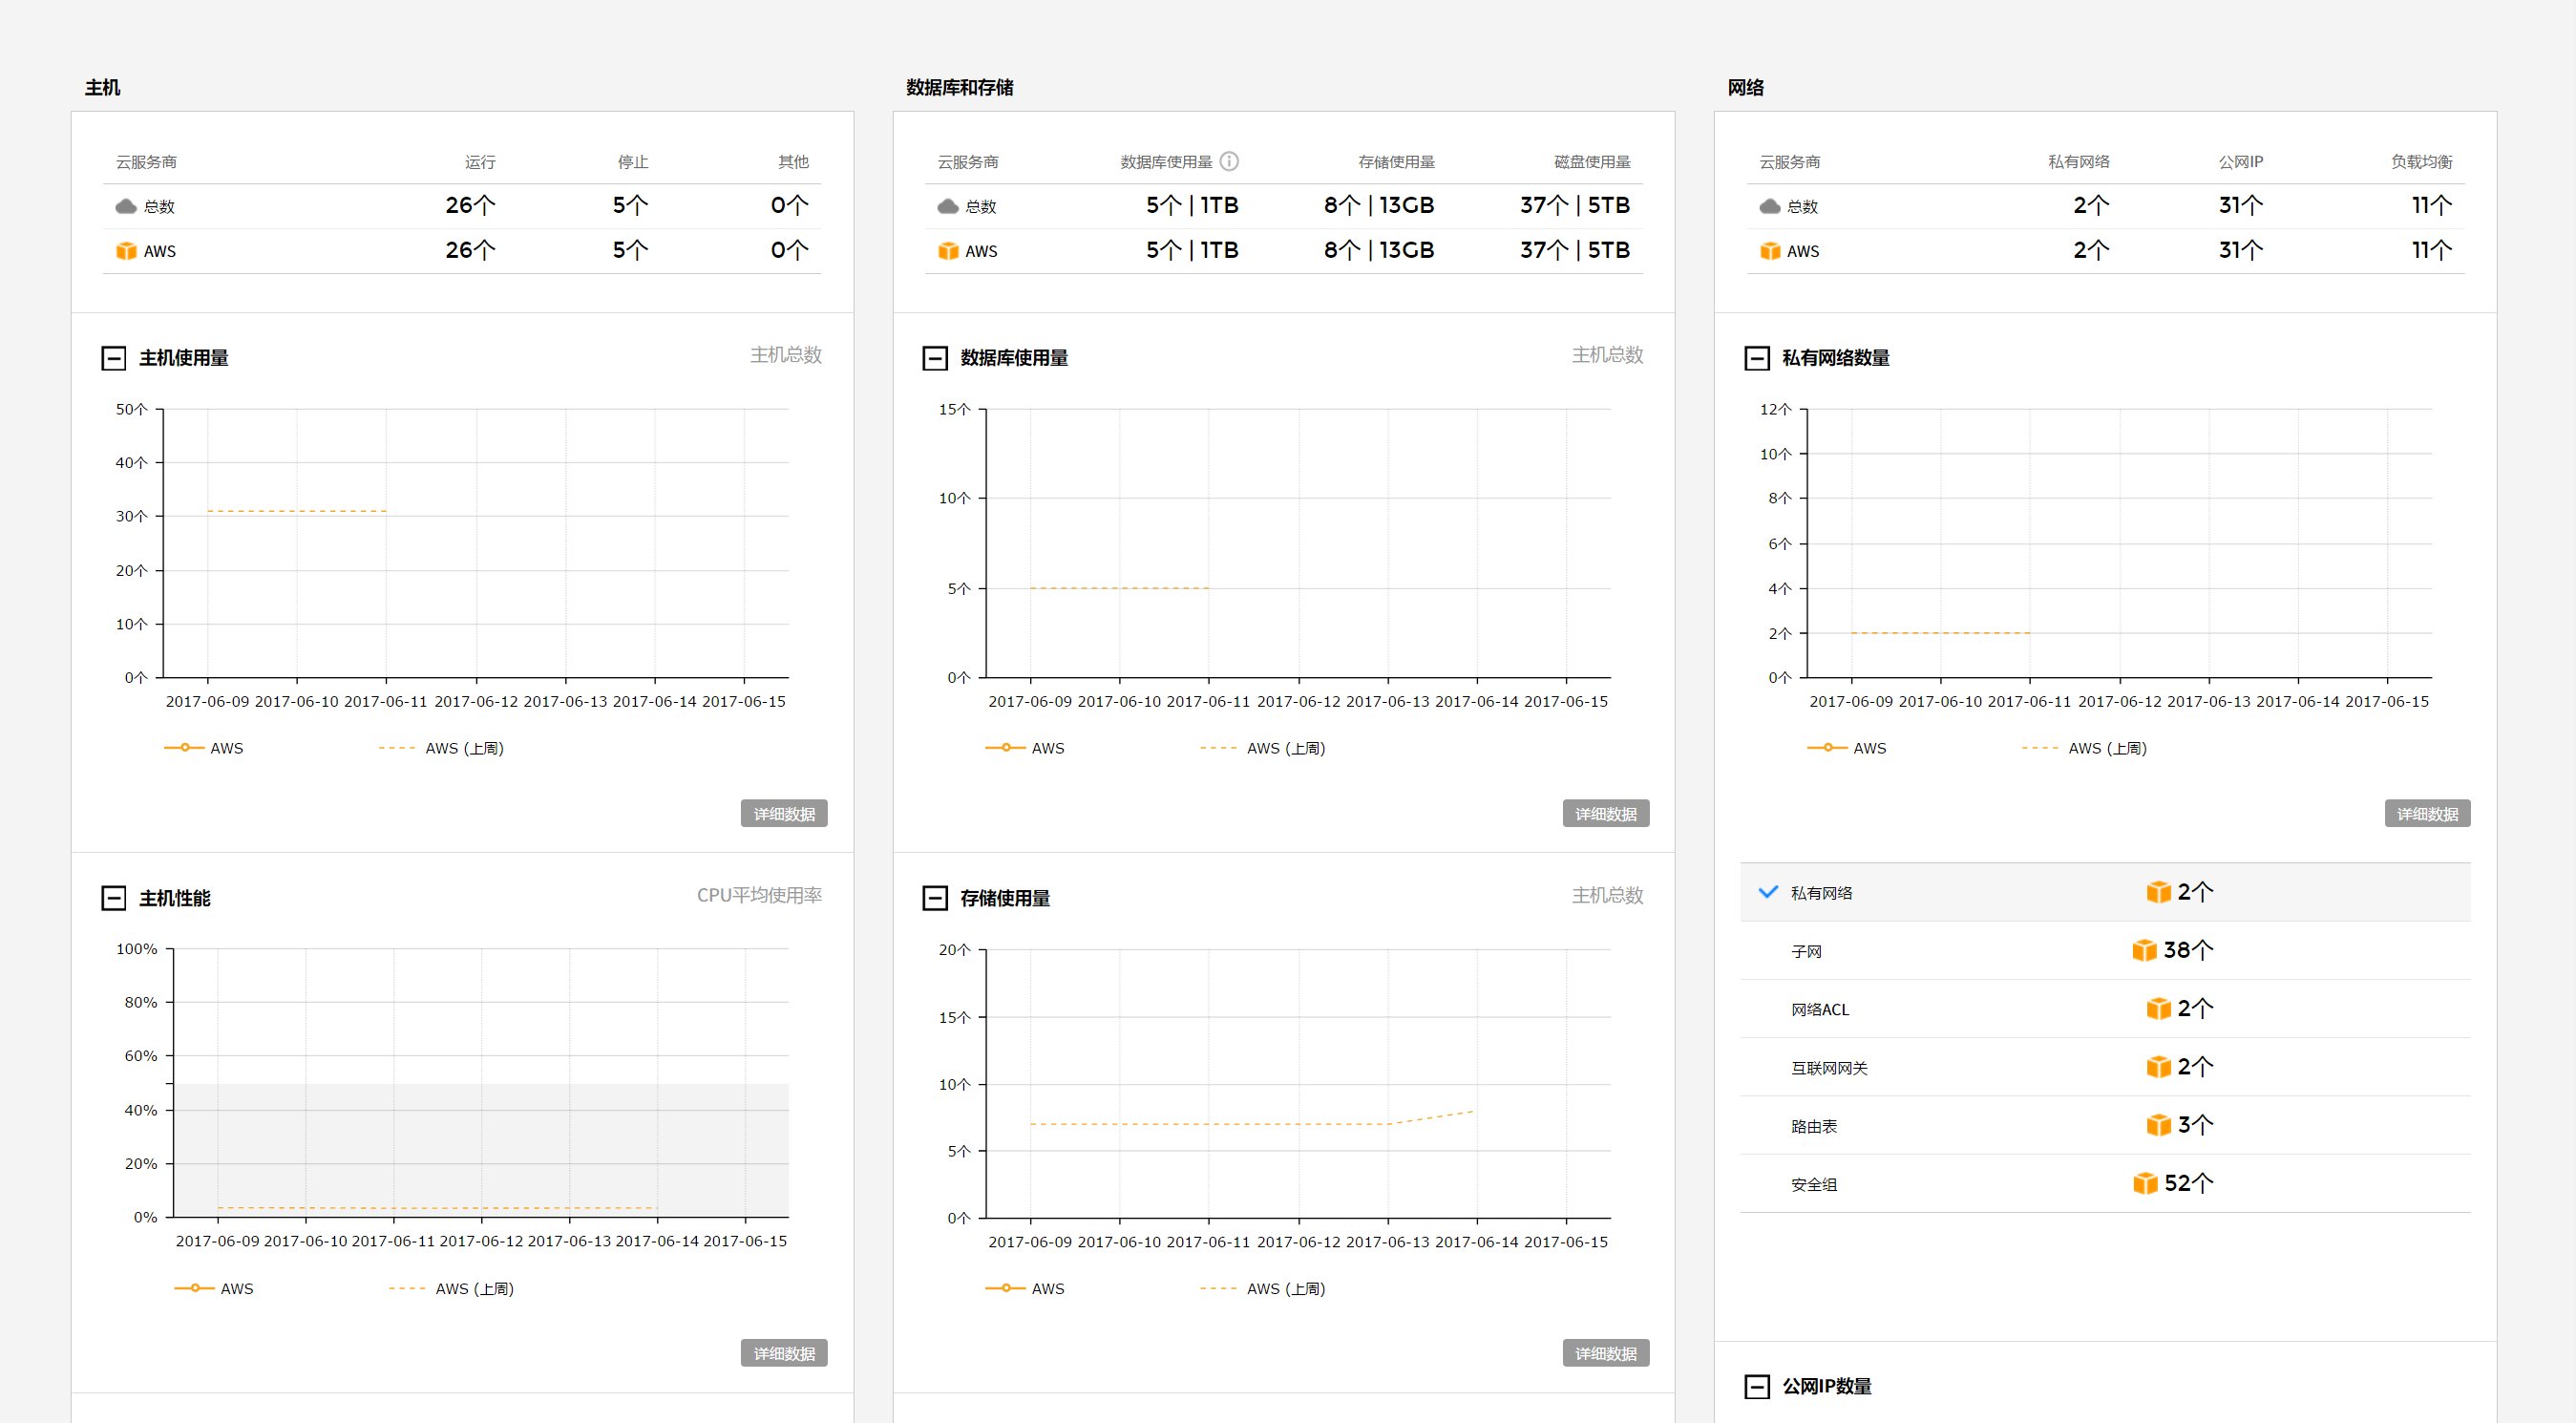 主机
云服务商 运行 停止 其他
总数 26个 5个 0个
AWS 26个 5个 0个
主机使用量 主机总数
50个
40个
30个
20个
10个
0个
2017-06-09 2017-06-10 2017-06-11 2017-06-12 2017-06-13 2017-06-14 2017-06-15
AWS AWS (上周)
详细数据
主机性能 CPU平均使用率
100%
80%
60%
40%
20%
0%
2017-06-09 2017-06-10 2017-06-11 2017-06-12 2017-06-13 2017-06-14 2017-06-15
AWS AWS (上周)
详细数据
数据库和存储
云服务商 数据库使用量 存储使用量 磁盘使用量
总数 5个 | 1TB 8个 | 13GB 37个 | 5TB
AWS 5个 | 1TB 8个 | 13GB 37个 | 5TB
数据库使用量 主机总数
15个
10个
5个
0个
2017-06-09 2017-06-10 2017-06-11 2017-06-12 2017-06-13 2017-06-14 2017-06-15
AWS AWS (上周)
详细数据
存储使用量 主机总数
20个
15个
10个
5个
0个
2017-06-09 2017-06-10 2017-06-11 2017-06-12 2017-06-13 2017-06-14 2017-06-15
AWS AWS (上周)
详细数据
网络
云服务商 私有网络 公网IP 负载均衡
总数 2个 31个 11个
AWS 2个 31个 11个
私有网络数量
12个
10个
8个
6个
4个
2个
0个
2017-06-09 2017-06-10 2017-06-11 2017-06-12 2017-06-13 2017-06-14 2017-06-15
AWS AWS (上周)
详细数据
私有网络 2个
子网 38个
网络ACL 2个
互联网网关 2个
路由表 3个
安全组 52个
公网IP数量